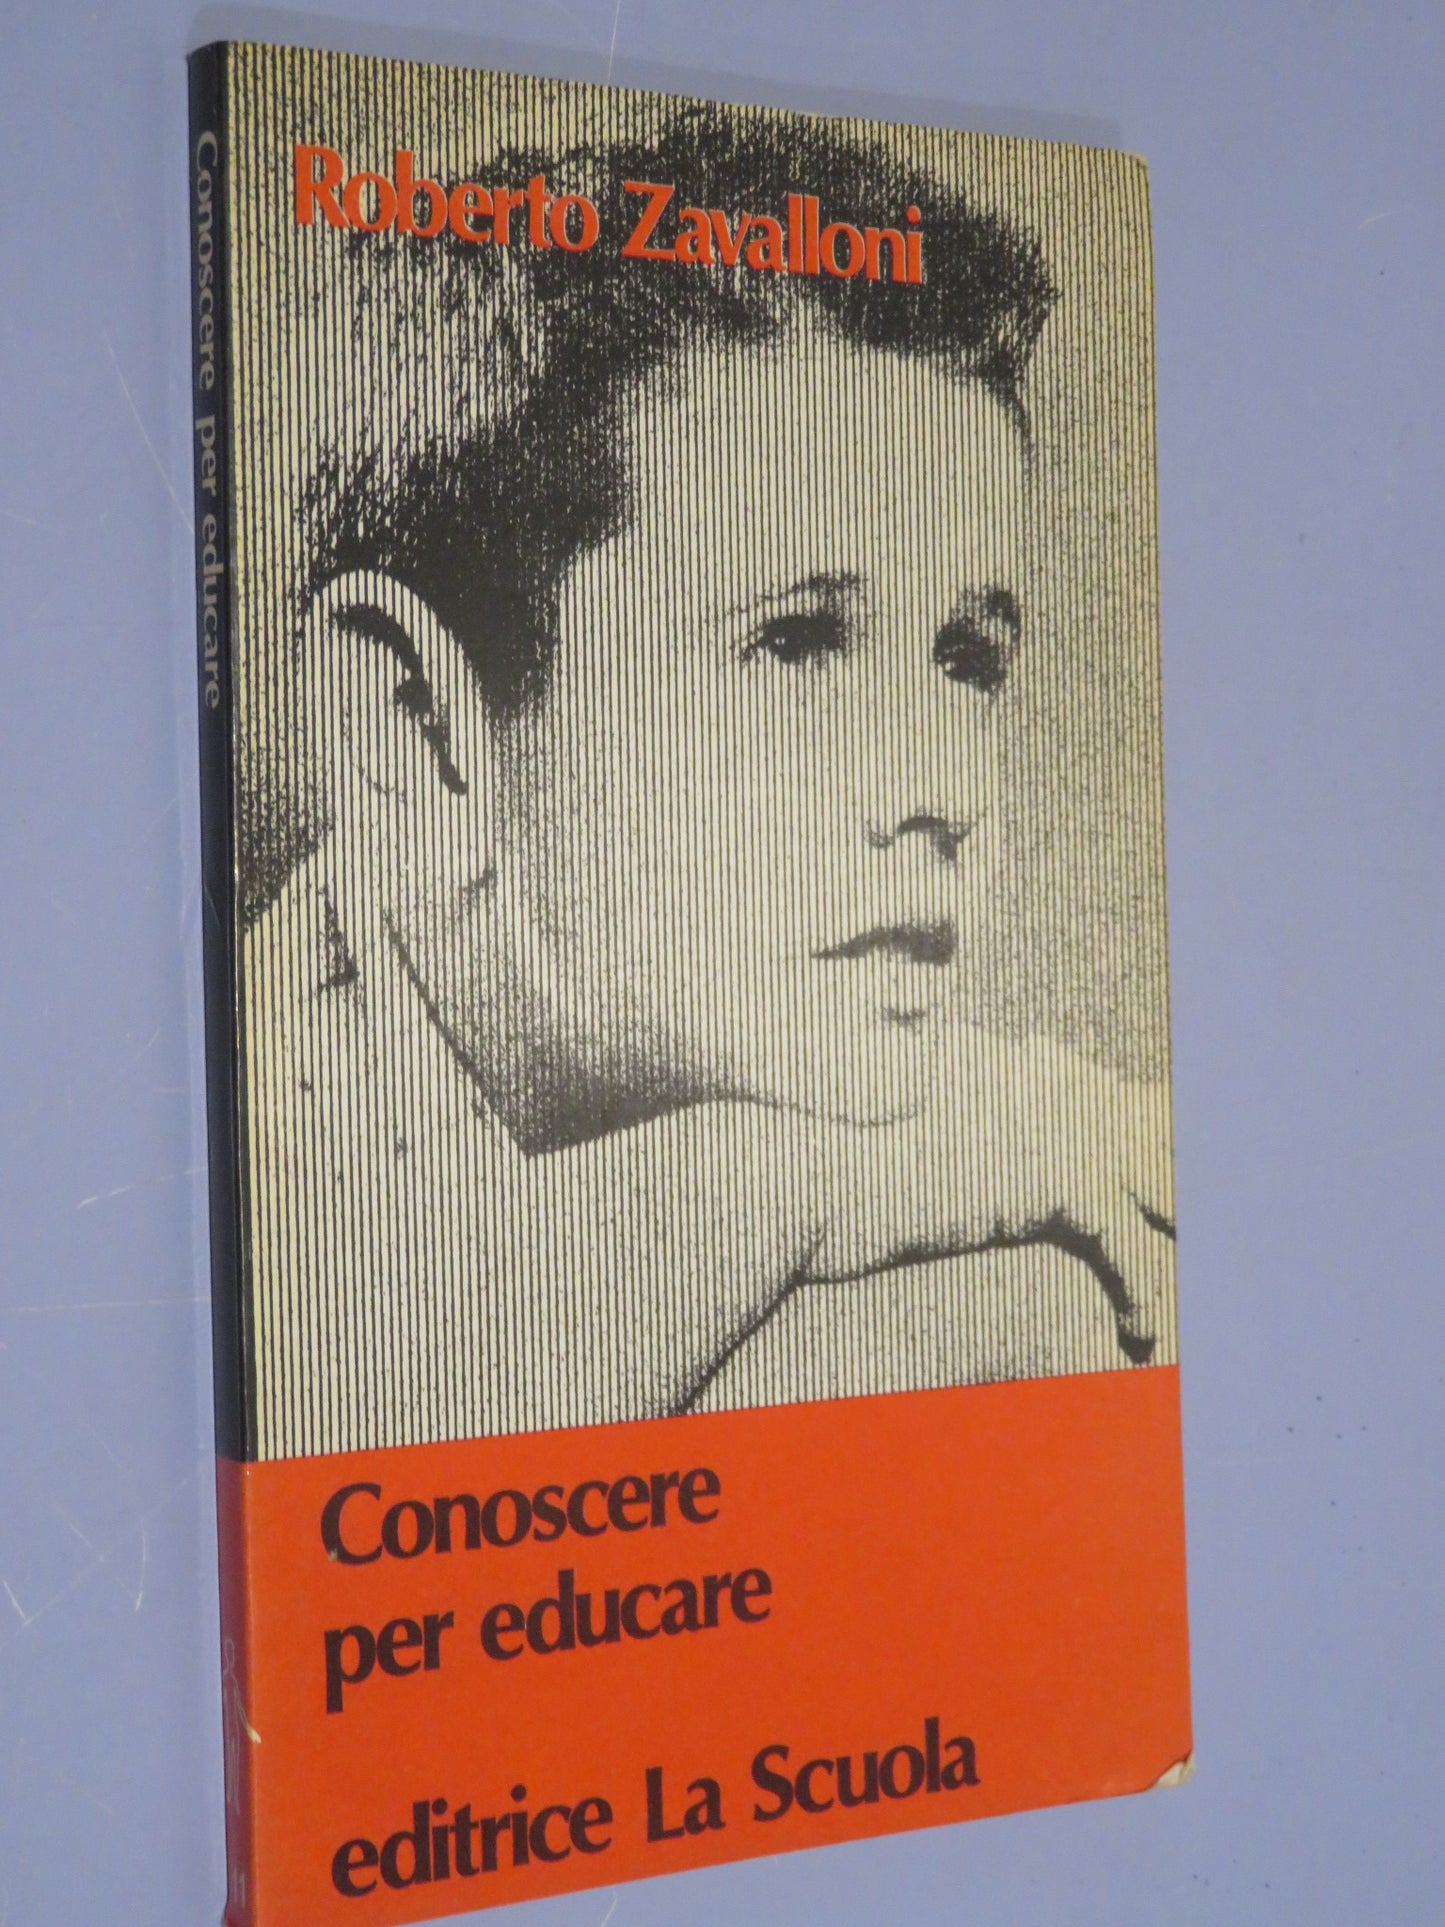 Roberto Zavalloni
Conoscere
per educare
editrice La Scuola
Conoscere per educare